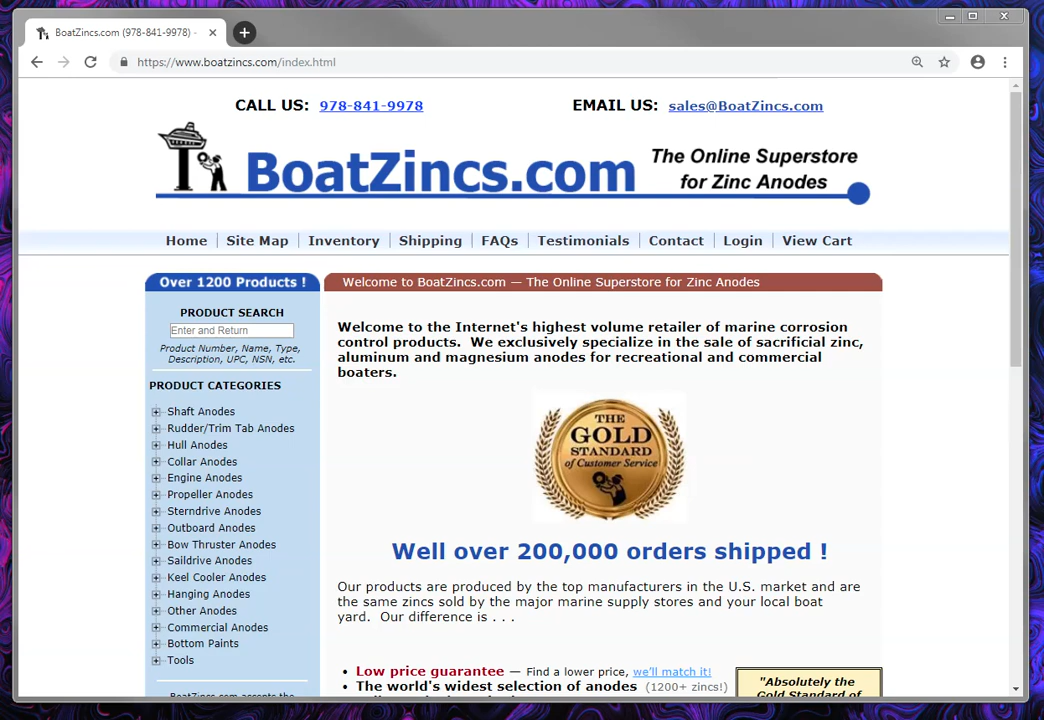 BoatZincs.com (978-841-9978) -
https://www.boatzincs.com/index.html
CALL US: 978-841-9978 EMAIL US: sales@BoatZincs.com
BoatZincs.com
The Online Superstore
for Zinc Anodes
Home Site Map Inventory Shipping FAQs Testimonials Contact Login View Cart
Over 1200 Products !
PRODUCT SEARCH
Enter and Return
Product Number, Name, Type,
Description, UPC, NSN, etc.
PRODUCT CATEGORIES
Shaft Anodes
Rudder/Trim Tab Anodes
Hull Anodes
Collar Anodes
Engine Anodes
Propeller Anodes
Sterndrive Anodes
Outboard Anodes
Bow Thruster Anodes
Saildrive Anodes
Keel Cooler Anodes
Hanging Anodes
Other Anodes
Commercial Anodes
Bottom Paints
Tools
BoatZincs.com accepts the
Welcome to BoatZincs.com — The Online Superstore for Zinc Anodes
Welcome to the Internet's highest volume retailer of marine corrosion
control products. We exclusively specialize in the sale of sacrificial zinc,
aluminum and magnesium anodes for recreational and commercial
boaters.
THE
GOLD
STANDARD
of Customer Service
Well over 200,000 orders shipped !
Our products are produced by the top manufacturers in the U.S. market and are
the same zincs sold by the major marine supply stores and your local boat
yard. Our difference is . . .
• Low price guarantee — Find a lower price, we'll match it!
• The world's widest selection of anodes (1200+ zincs!)
"Absolutely the
Gold Standard of